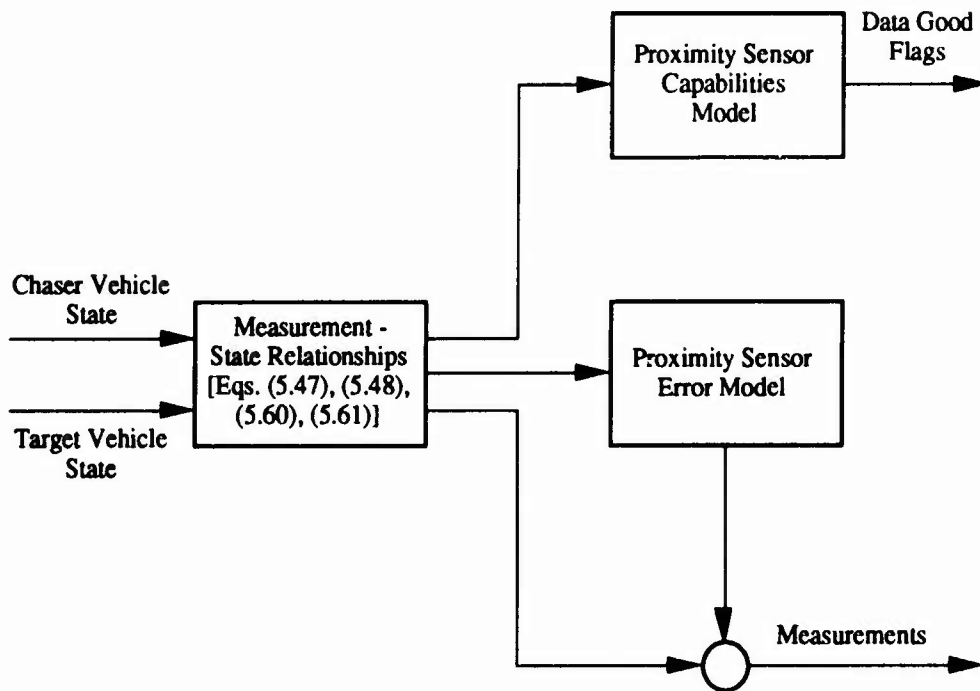 Data Good
Flags
Proximity Sensor
Capabilities
Model
Chaser Vehicle
State
Measurement -
State Relationships
[Eqs. (5.47), (5.48),
(5.60), (5.61)]
Target Vehicle
State
Proximity Sensor
Error Model
Measurements